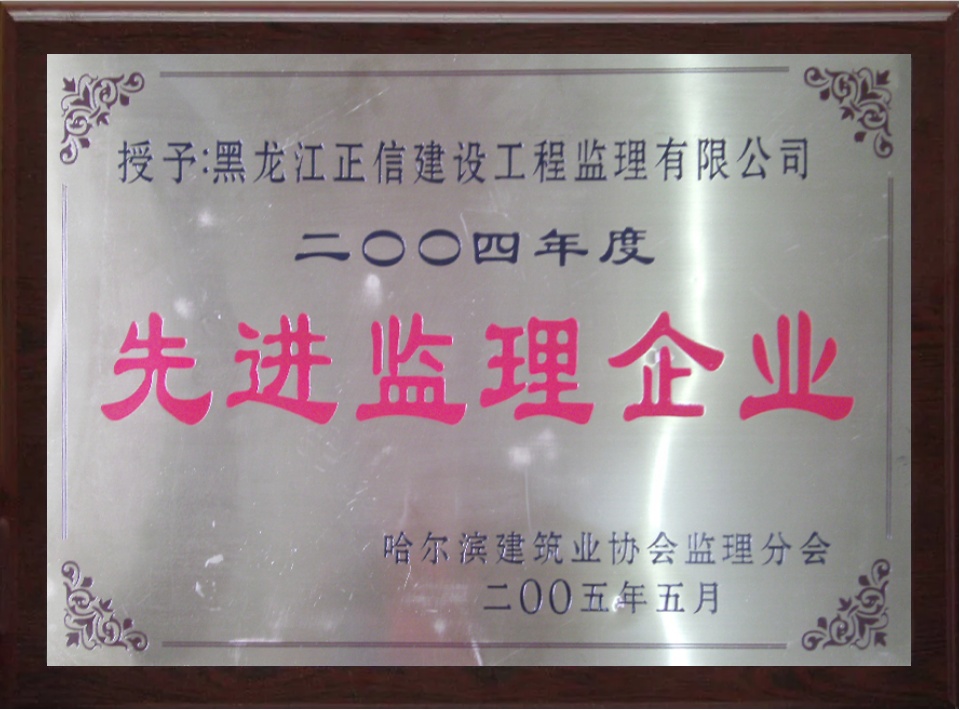 授予:黑龙江正信建设工程监理有限公司
二〇〇四年度
先进监理企业
哈尔滨建筑业协会监理分会
二00五年五月